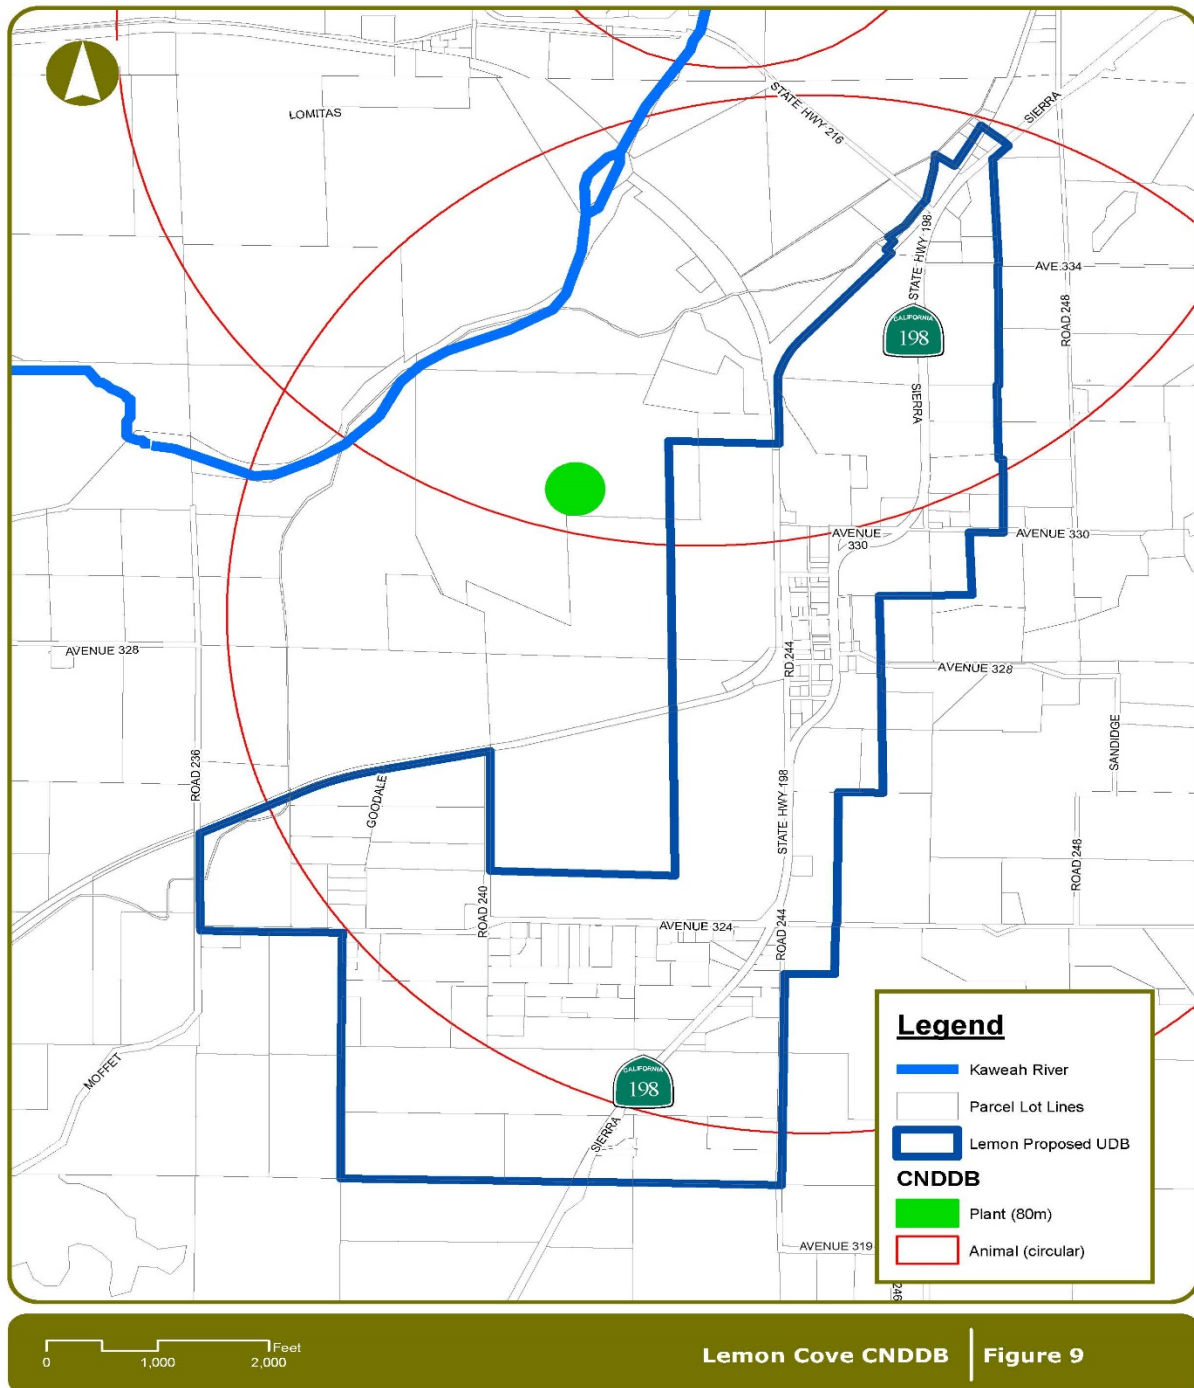 LOMITAS
STATE HWY 216
SIERRA
STATE HWY 198
AVE.334
ROAD 248
CALIFORNIA
198
SIERRA
AVENUE
330
AVENUE 330
AVENUE 328
RD.244
AVENUE 328
SANDIDGE
ROAD 236
GOODALE
STATE HWY 198
ROAD 248
ROAD 240
AVENUE 324
ROAD 244
MOFFET
CALIFORNIA
198
SIERRA
AVENUE 319
246
Legend
Kaweah River
Parcel Lot Lines
Lemon Proposed UDB
CNDDB
Plant (80m)
Animal (circular)
Feet
0 1,000 2,000
Lemon Cove CNDDB Figure 9